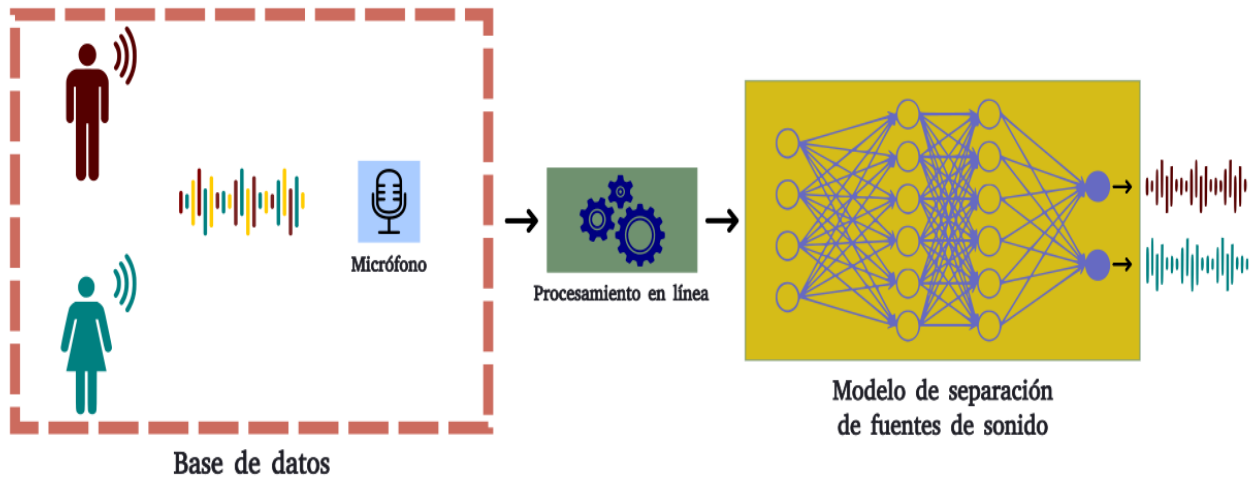 Micrófono
Base de datos
Procesamiento en línea
Modelo de separación
de fuentes de sonido